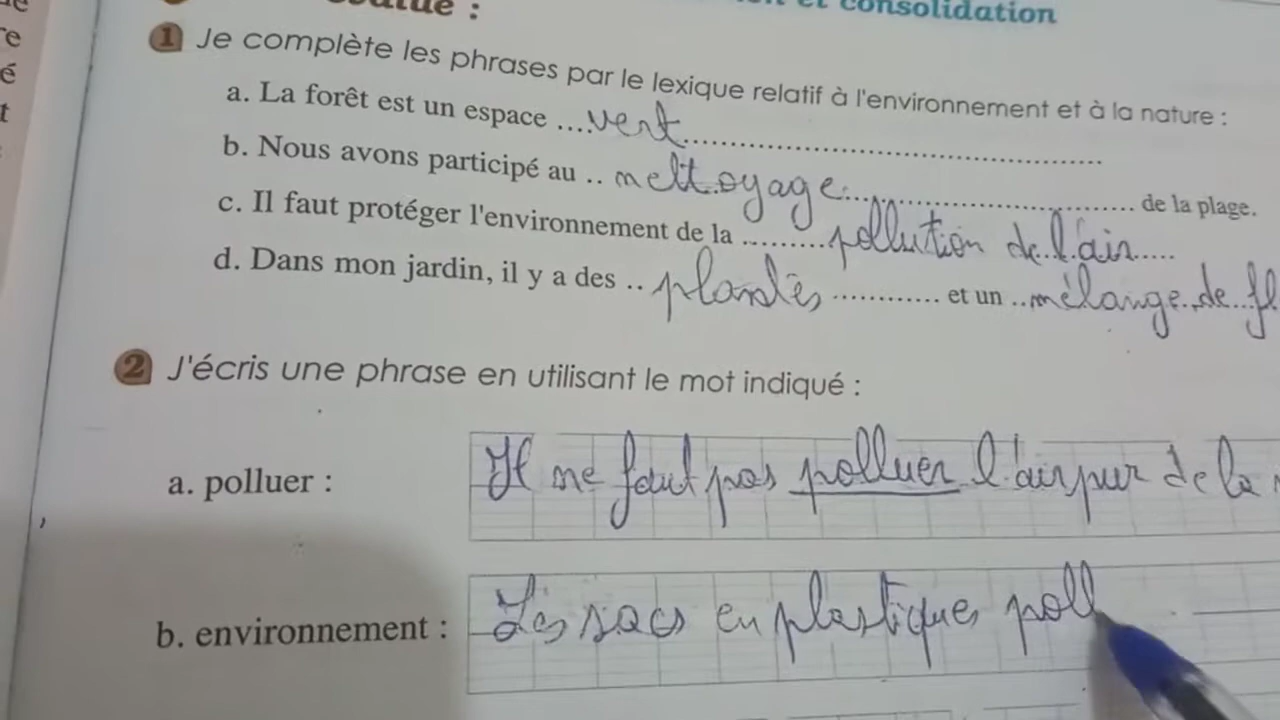 et consolidation
1 Je complète les phrases par le lexique relatif à l'environnement et à la nature :
a. La forêt est un espace ....vert..........................................
b. Nous avons participé au .. nettoyage.............................. de la plage.
c. Il faut protéger l'environnement de la .........pollution de l'air.....
d. Dans mon jardin, il y a des .. plantes ............ et un ..mélange..de..fl
2 J'écris une phrase en utilisant le mot indiqué :
a. polluer : Il ne faut pas polluer l'air pur de la
b. environnement : Les sacs en plastiques poll